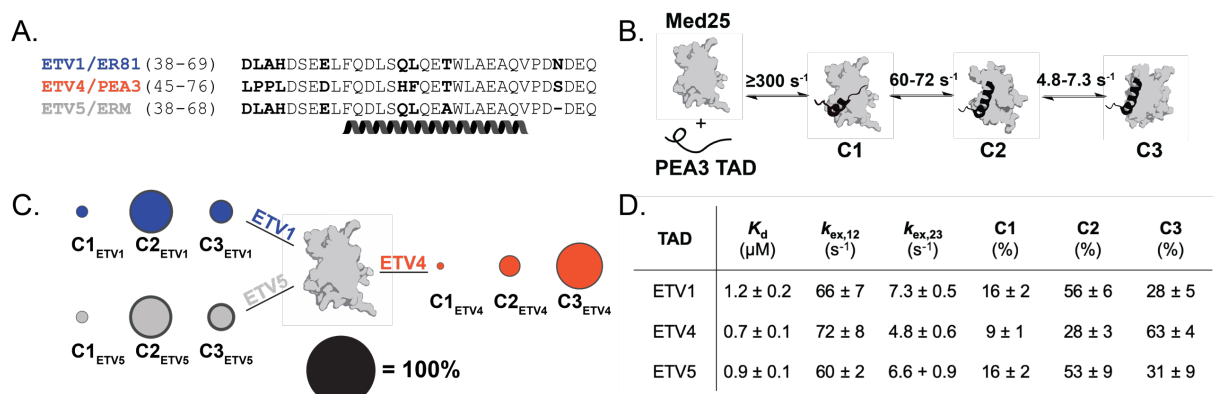 A.
ETV1/ER81 (38-69) DLAHDSEELFQDLSQLQETWLAEAQVPDNDEQ
ETV4/PEA3 (45-76) LPPLDSEDLFQDLSHFQETWLAEAQVPDSDEQ
ETV5/ERM (38-68) DLAHDSEELFQDLSQLQEAWLAEAQVPD-DEQ
B.
Med25
+
PEA3 TAD
≥300 s-1
60-72 s-1
4.8-7.3 s-1
C1
C2
C3
C.
C1ETV1
C2ETV1
C3ETV1
ETV1
ETV4
C1ETV4
C2ETV4
C3ETV4
ETV5
C1ETV5
C2ETV5
C3ETV5
= 100%
D.
TAD Kd (µM) kex,12 (s-1) kex,23 (s-1) C1 (%) C2 (%) C3 (%)
ETV1 1.2 ± 0.2 66 ± 7 7.3 ± 0.5 16 ± 2 56 ± 6 28 ± 5
ETV4 0.7 ± 0.1 72 ± 8 4.8 ± 0.6 9 ± 1 28 ± 3 63 ± 4
ETV5 0.9 ± 0.1 60 ± 2 6.6 + 0.9 16 ± 2 53 ± 9 31 ± 9